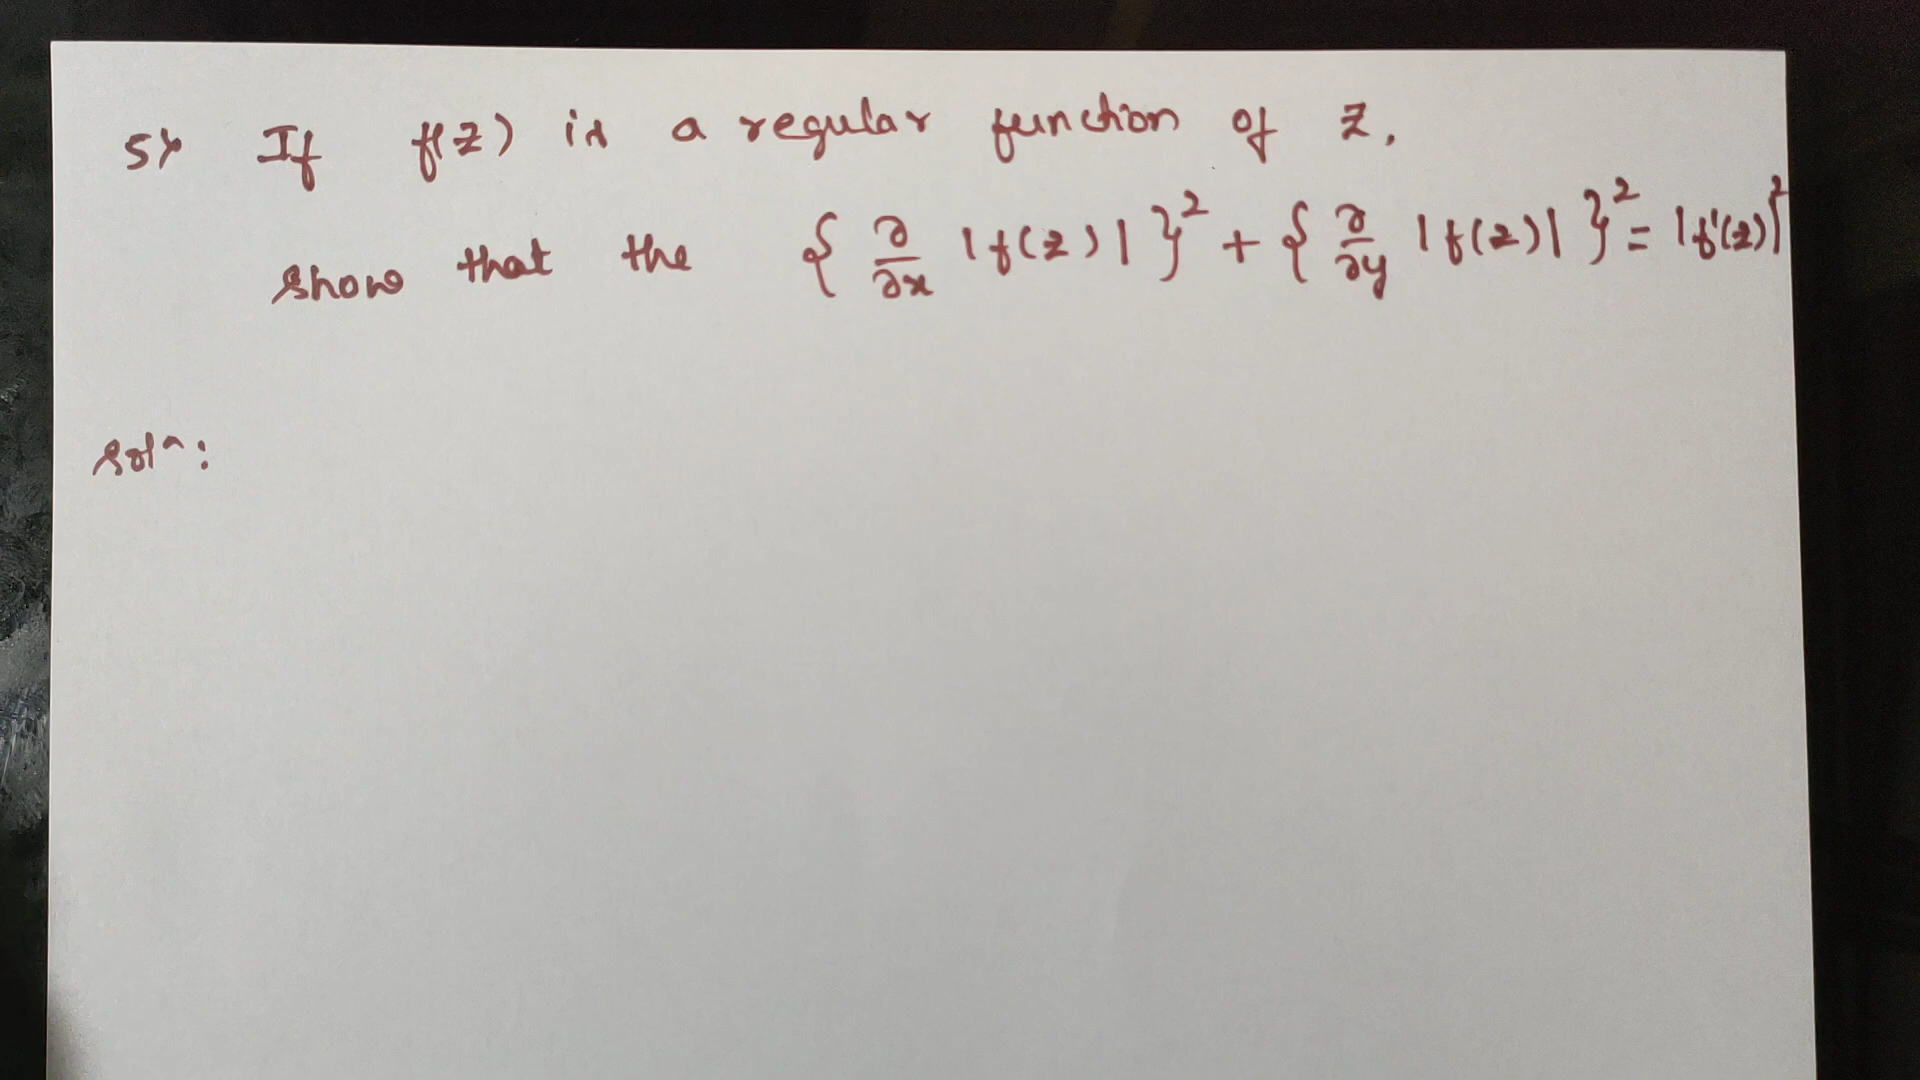 5) If f(z) is a regular function of z.
show that the { ∂/∂x |f(z)| }² + { ∂/∂y |f(z)| }² = |f'(z)|²
solⁿ: